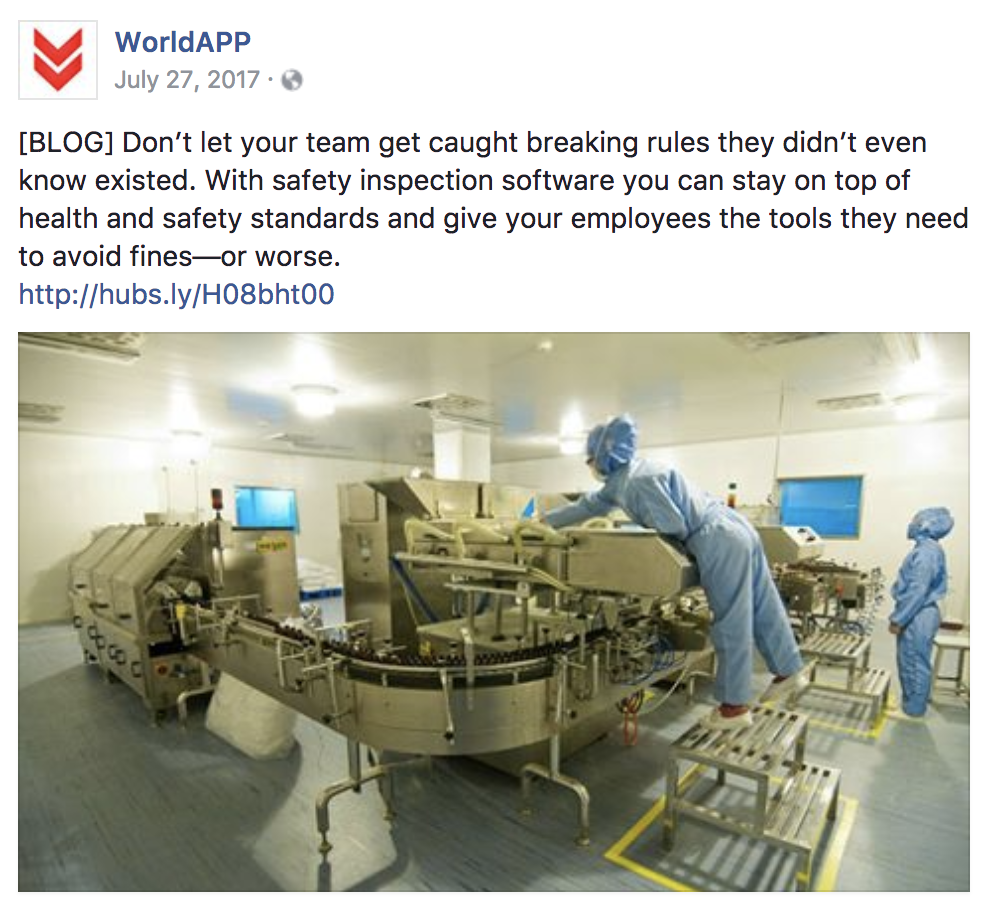 WorldAPP
July 27, 2017 ·
[BLOG] Don’t let your team get caught breaking rules they didn’t even
know existed. With safety inspection software you can stay on top of
health and safety standards and give your employees the tools they need
to avoid fines—or worse.
http://hubs.ly/H08bht00